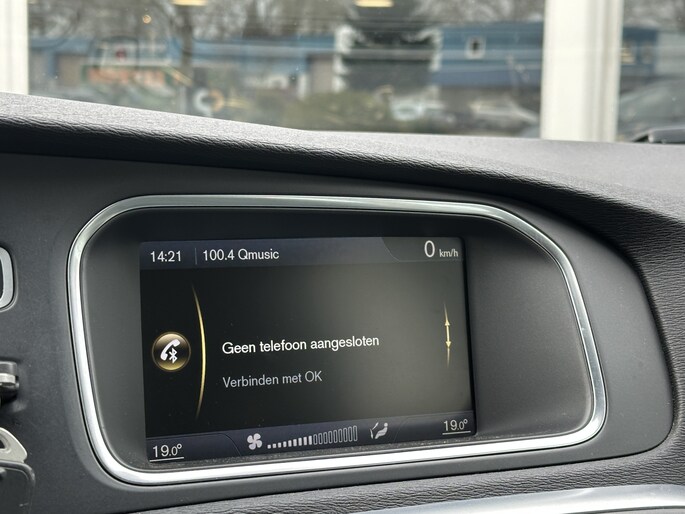 14:21 100.4 Qmusic 0 km/h
Geen telefoon aangesloten
Verbinden met OK
19.0° 19.0°